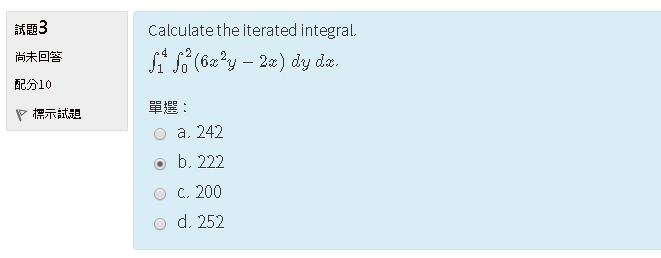 試題3
尚未回答
配分10
標示試題
Calculate the iterated integral.
∫₁⁴ ∫₀² (6x²y − 2x) dy dx.
單選：
a. 242
b. 222
c. 200
d. 252